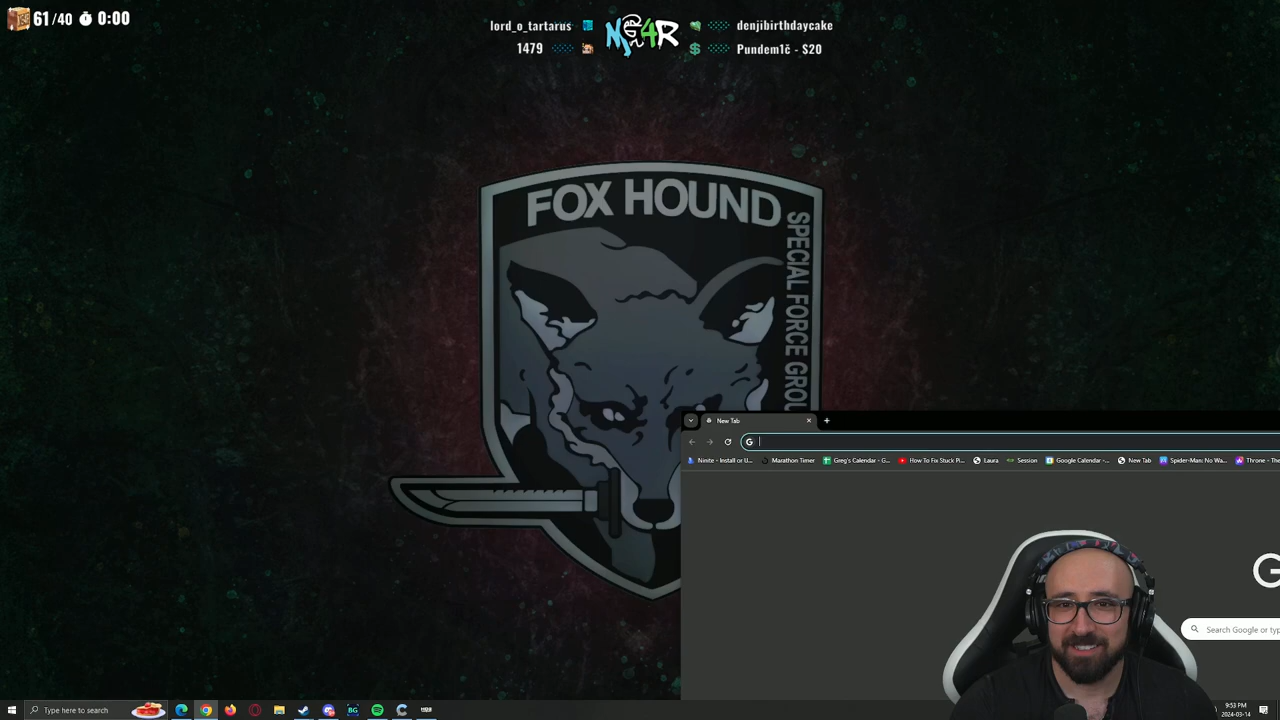 61/40 0:00
lord_o_tartarus
1479
denjibirthdaycake
Pundem1č - $20
FOX HOUND
SPECIAL FORCE GROU
New Tab
Ninite - Install or U...
Marathon Timer
Greg's Calendar - G...
How To Fix Stuck Pi...
Laura
Session
Google Calendar -...
New Tab
Spider-Man: No Wa...
Throne - The
G
Search Google or typ
Type here to search
9:53 PM
2024-03-14